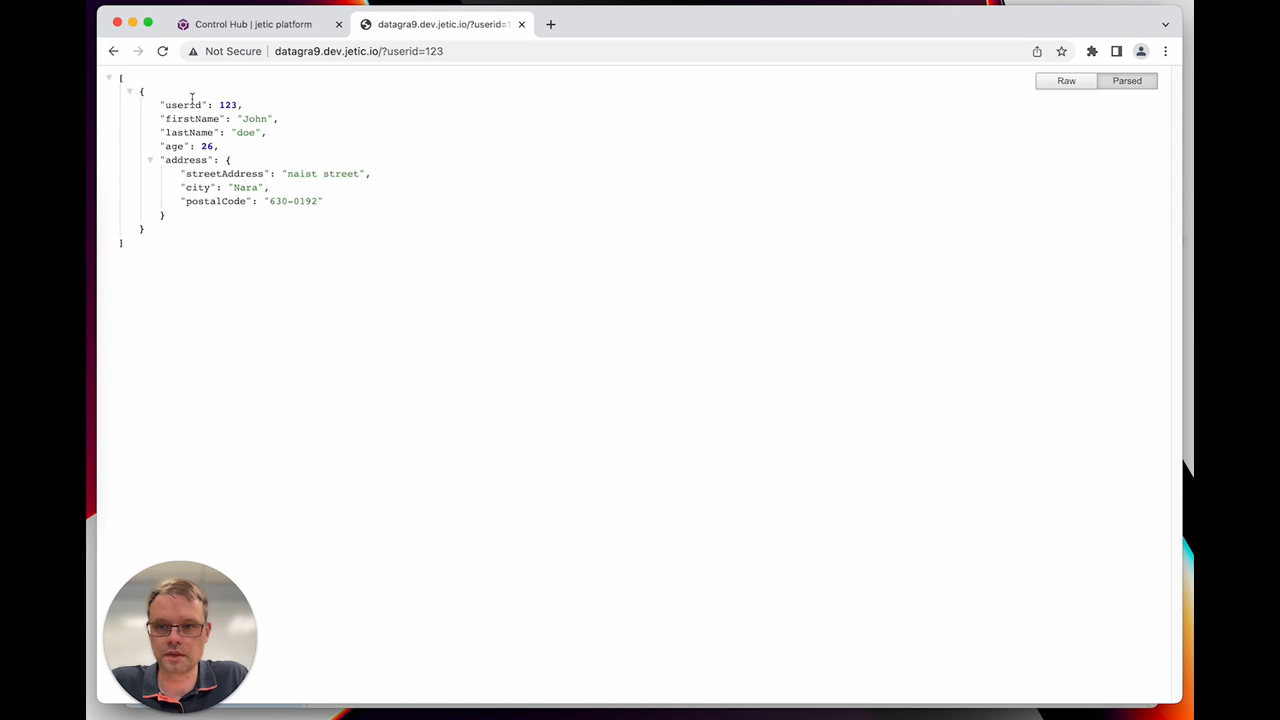 Control Hub | jetic platform
datagra9.dev.jetic.io/?userid=1
Not Secure
datagra9.dev.jetic.io/?userid=123
Raw
Parsed
[
{
"userid": 123,
"firstName": "John",
"lastName": "doe",
"age": 26,
"address": {
"streetAddress": "naist street",
"city": "Nara",
"postalCode": "630-0192"
}
}
]